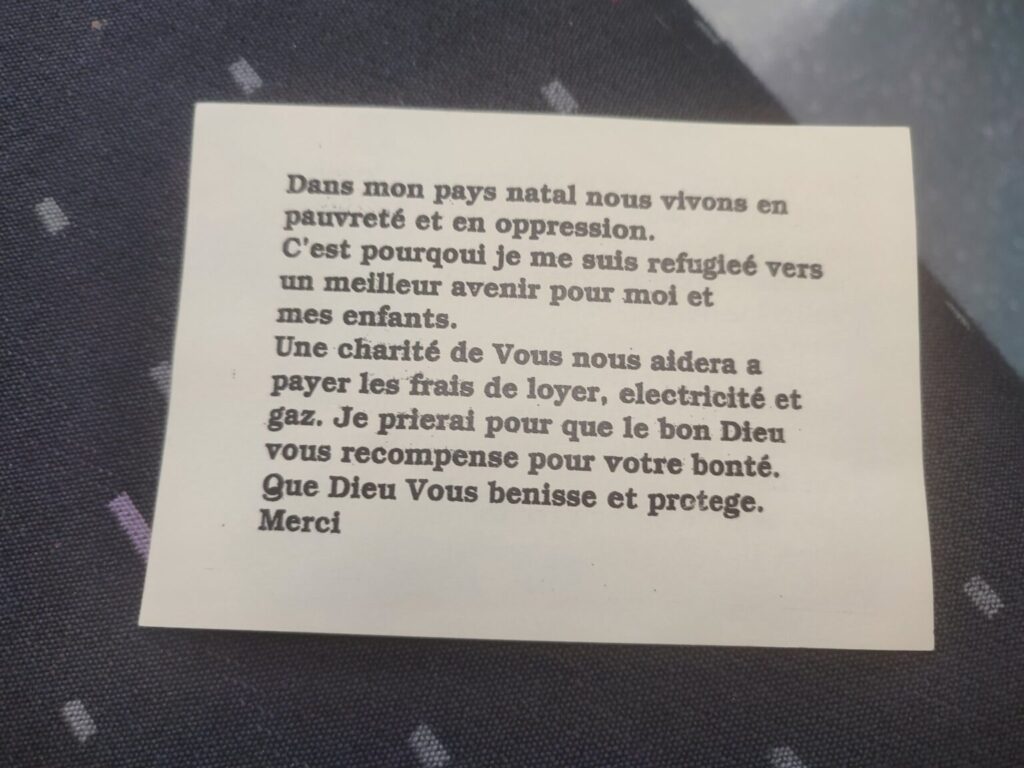 Dans mon pays natal nous vivons en
pauvreté et en oppression.
C'est pourqoui je me suis refugieé vers
un meilleur avenir pour moi et
mes enfants.
Une charité de Vous nous aidera a
payer les frais de loyer, electricité et
gaz. Je prierai pour que le bon Dieu
vous recompense pour votre bonté.
Que Dieu Vous benisse et protege.
Merci